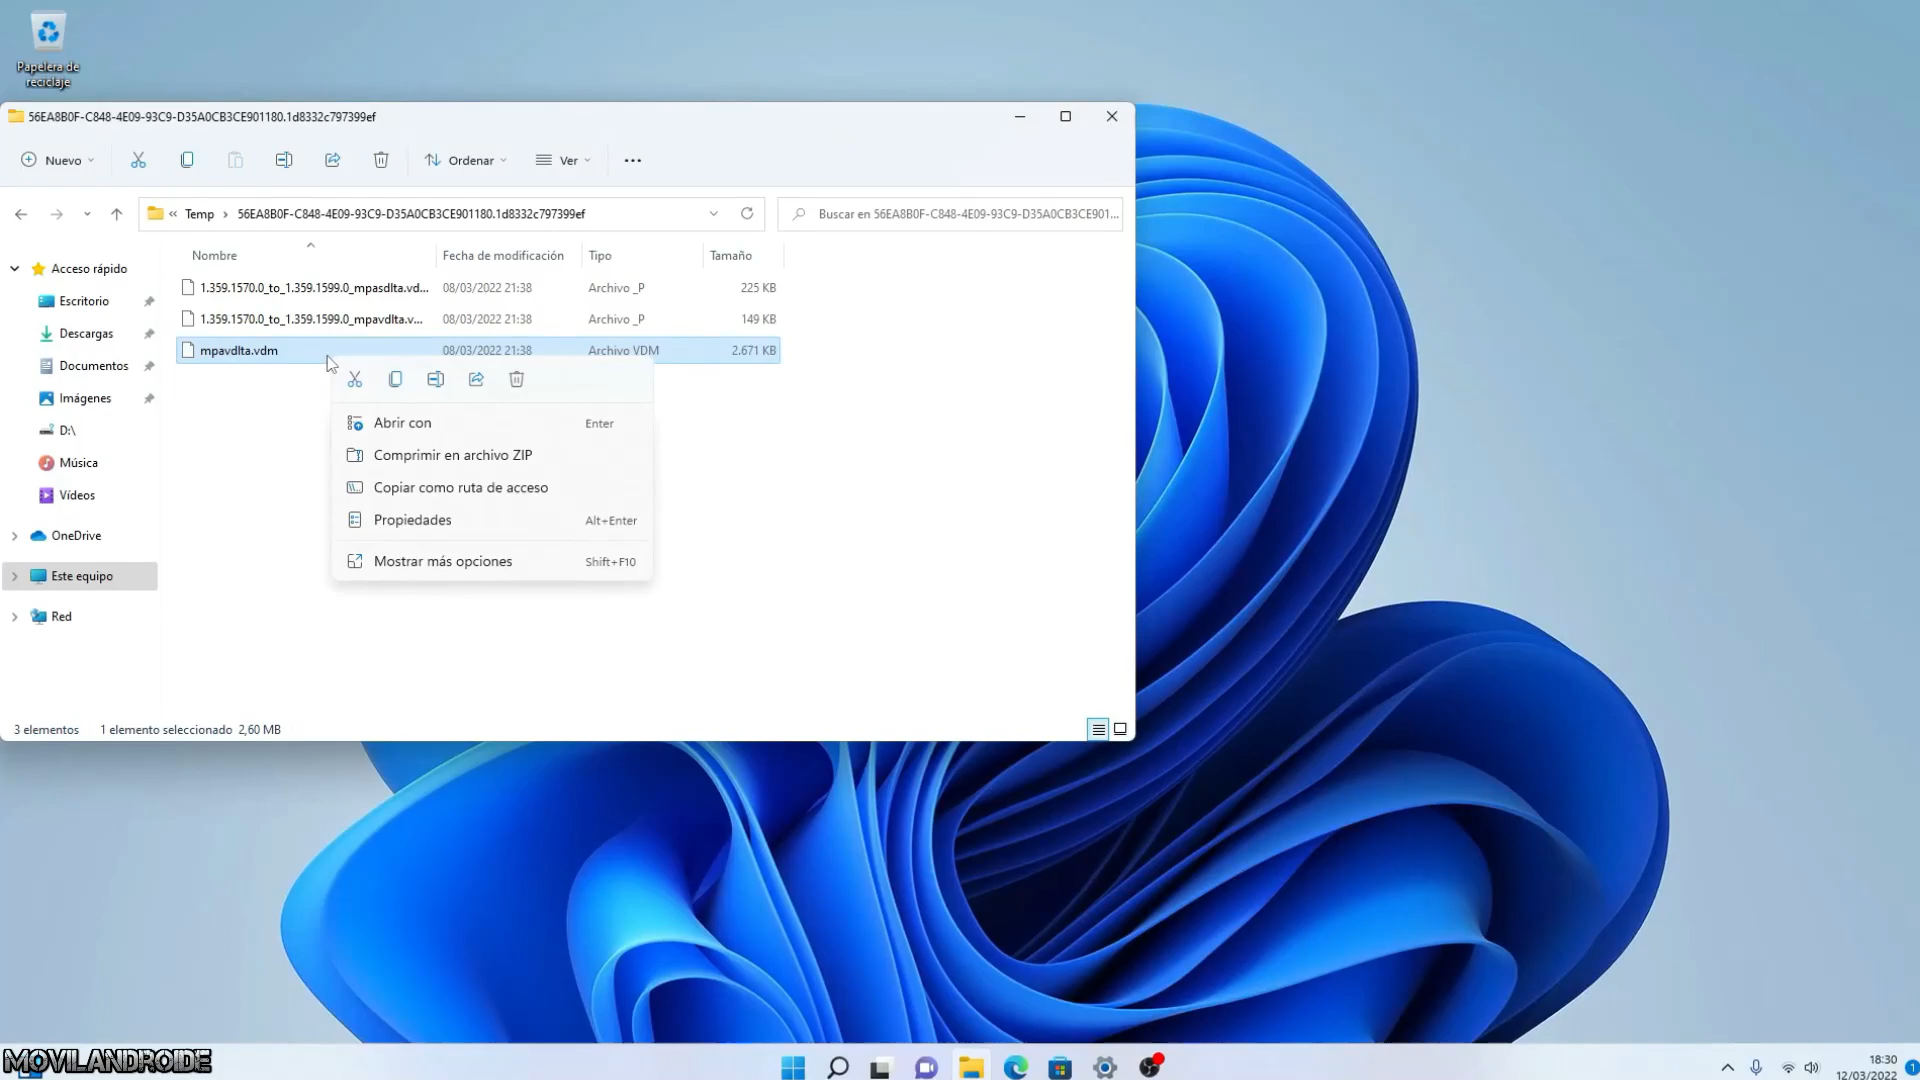 Papelera de
reciclaje
56EA8B0F-C848-4E09-93C9-D35A0CB3CE901180.1d8332c797399ef
Nuevo
Ordenar
Ver
« Temp › 56EA8B0F-C848-4E09-93C9-D35A0CB3CE901180.1d8332c797399ef
Buscar en 56EA8B0F-C848-4E09-93C9-D35A0CB3CE901...
Nombre Fecha de modificación Tipo Tamaño
1.359.1570.0_to_1.359.1599.0_mpasdlta.vd... 08/03/2022 21:38 Archivo _P 225 KB
1.359.1570.0_to_1.359.1599.0_mpavdlta.v... 08/03/2022 21:38 Archivo _P 149 KB
mpavdlta.vdm 08/03/2022 21:38 Archivo VDM 2.671 KB
Acceso rápido
Escritorio
Descargas
Documentos
Imágenes
D:\
Música
Vídeos
OneDrive
Este equipo
Red
Abrir con Enter
Comprimir en archivo ZIP
Copiar como ruta de acceso
Propiedades Alt+Enter
Mostrar más opciones Shift+F10
3 elementos 1 elemento seleccionado 2,60 MB
MOVILANDROIDE
18:30
12/03/2022
1